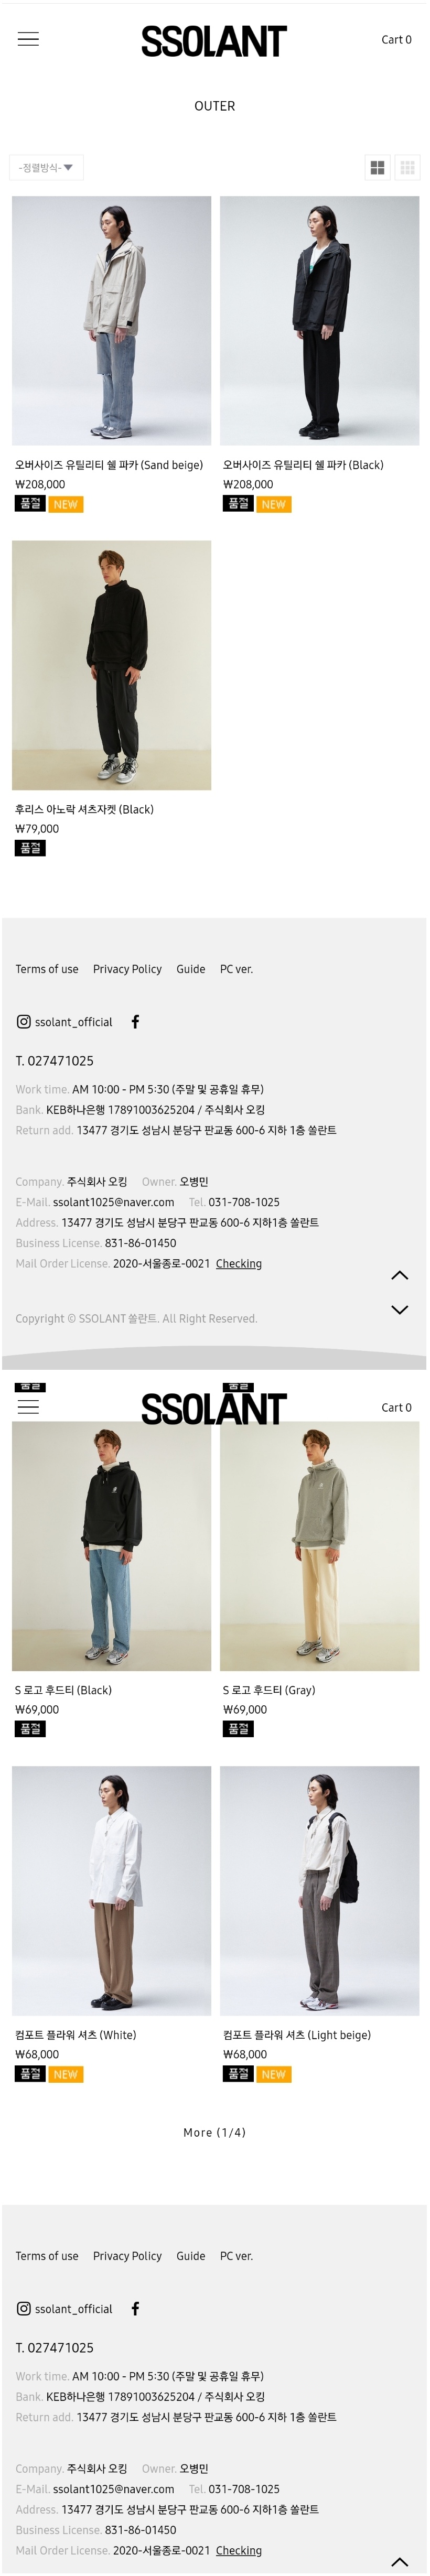 SSOLANT
Cart 0
OUTER
-정렬방식-
오버사이즈 유틸리티 쉘 파카 (Sand beige)
₩208,000
품절 NEW
오버사이즈 유틸리티 쉘 파카 (Black)
₩208,000
품절 NEW
후리스 아노락 셔츠자켓 (Black)
₩79,000
품절
Terms of use Privacy Policy Guide PC ver.
ssolant_official
T. 027471025
Work time. AM 10:00 - PM 5:30 (주말 및 공휴일 휴무)
Bank. KEB하나은행 17891003625204 / 주식회사 오킹
Return add. 13477 경기도 성남시 분당구 판교동 600-6 지하 1층 쏠란트
Company. 주식회사 오킹 Owner. 오병민
E-Mail. ssolant1025@naver.com Tel. 031-708-1025
Address. 13477 경기도 성남시 분당구 판교동 600-6 지하1층 쏠란트
Business License. 831-86-01450
Mail Order License. 2020-서울종로-0021 Checking
Copyright © SSOLANT 쏠란트. All Right Reserved.
품절
품절
SSOLANT
Cart 0
S 로고 후드티 (Black)
₩69,000
품절
S 로고 후드티 (Gray)
₩69,000
품절
컴포트 플라워 셔츠 (White)
₩68,000
품절 NEW
컴포트 플라워 셔츠 (Light beige)
₩68,000
품절 NEW
More (1/4)
Terms of use Privacy Policy Guide PC ver.
ssolant_official
T. 027471025
Work time. AM 10:00 - PM 5:30 (주말 및 공휴일 휴무)
Bank. KEB하나은행 17891003625204 / 주식회사 오킹
Return add. 13477 경기도 성남시 분당구 판교동 600-6 지하 1층 쏠란트
Company. 주식회사 오킹 Owner. 오병민
E-Mail. ssolant1025@naver.com Tel. 031-708-1025
Address. 13477 경기도 성남시 분당구 판교동 600-6 지하1층 쏠란트
Business License. 831-86-01450
Mail Order License. 2020-서울종로-0021 Checking